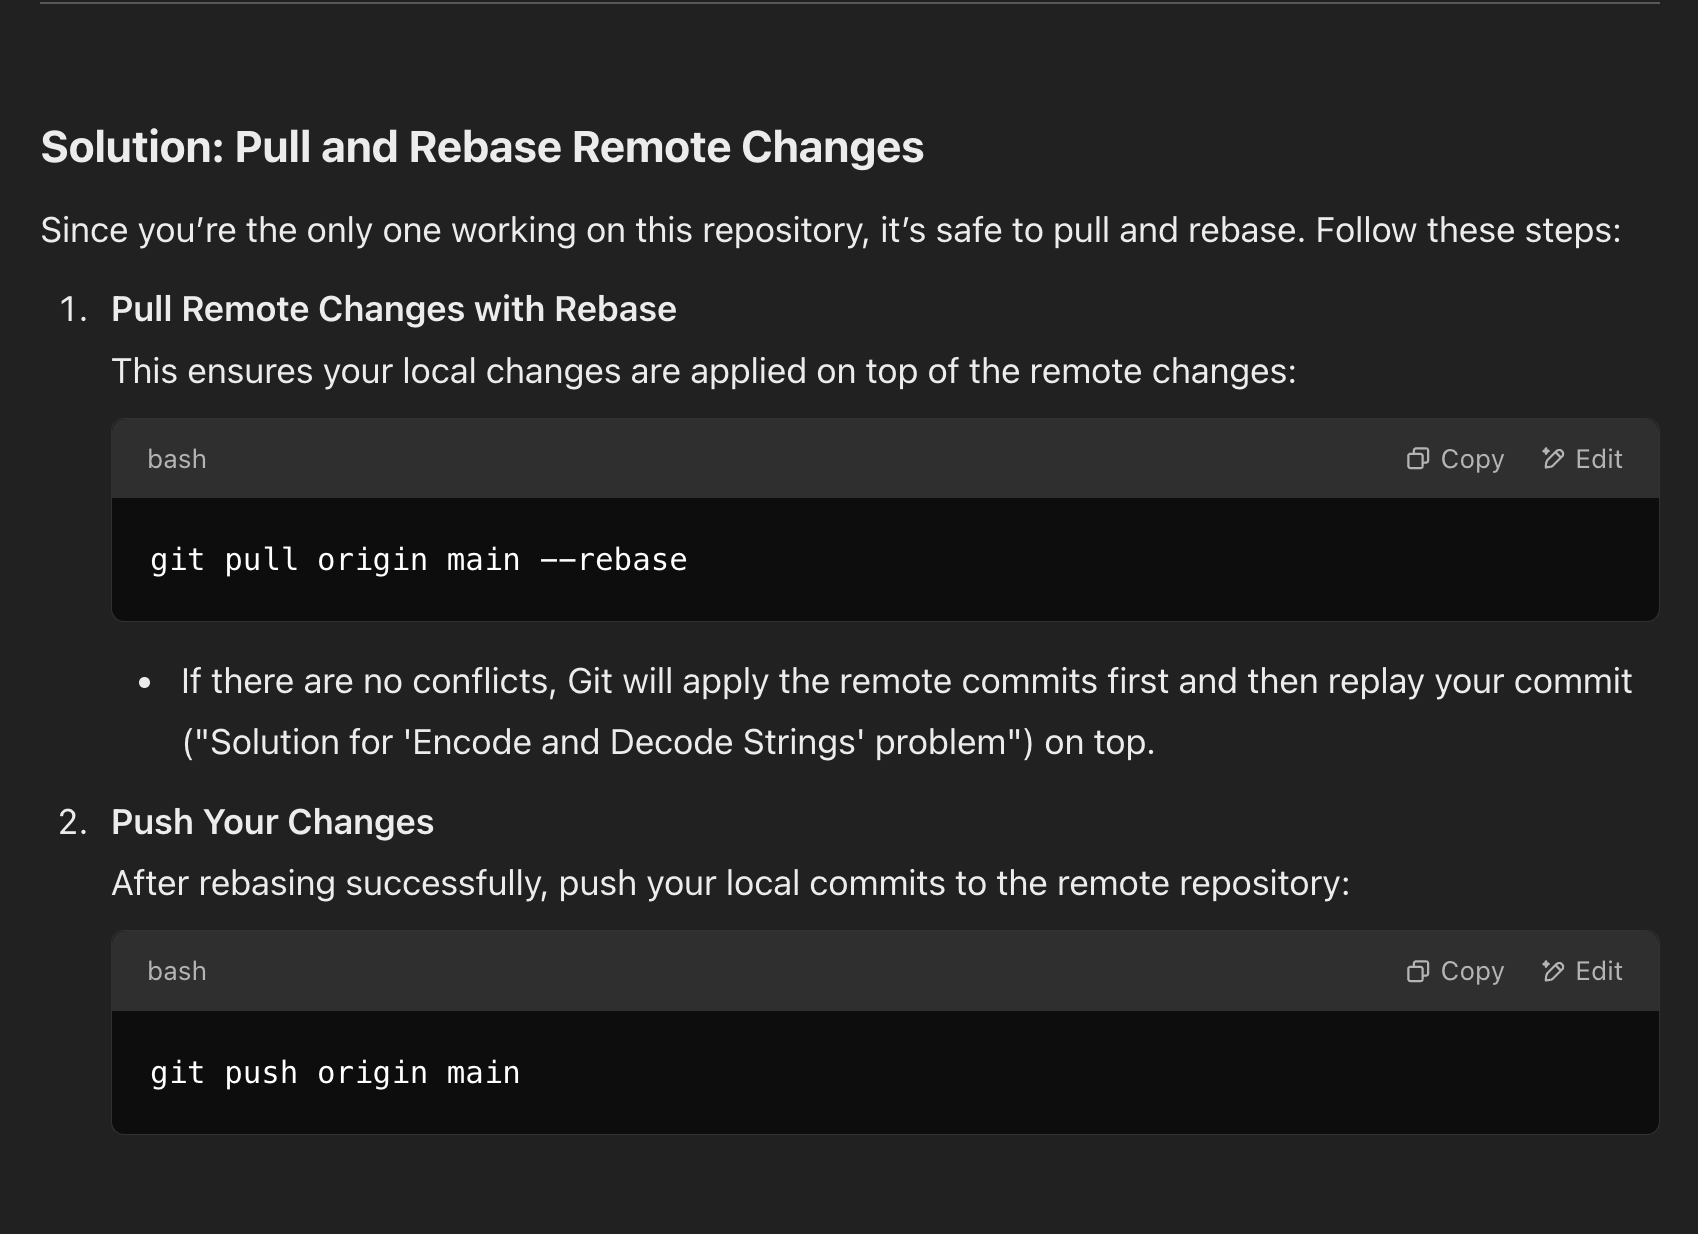 Solution: Pull and Rebase Remote Changes
Since you’re the only one working on this repository, it’s safe to pull and rebase. Follow these steps:
1. Pull Remote Changes with Rebase
This ensures your local changes are applied on top of the remote changes:
bash Copy Edit
git pull origin main --rebase
• If there are no conflicts, Git will apply the remote commits first and then replay your commit
("Solution for 'Encode and Decode Strings' problem") on top.
2. Push Your Changes
After rebasing successfully, push your local commits to the remote repository:
bash Copy Edit
git push origin main